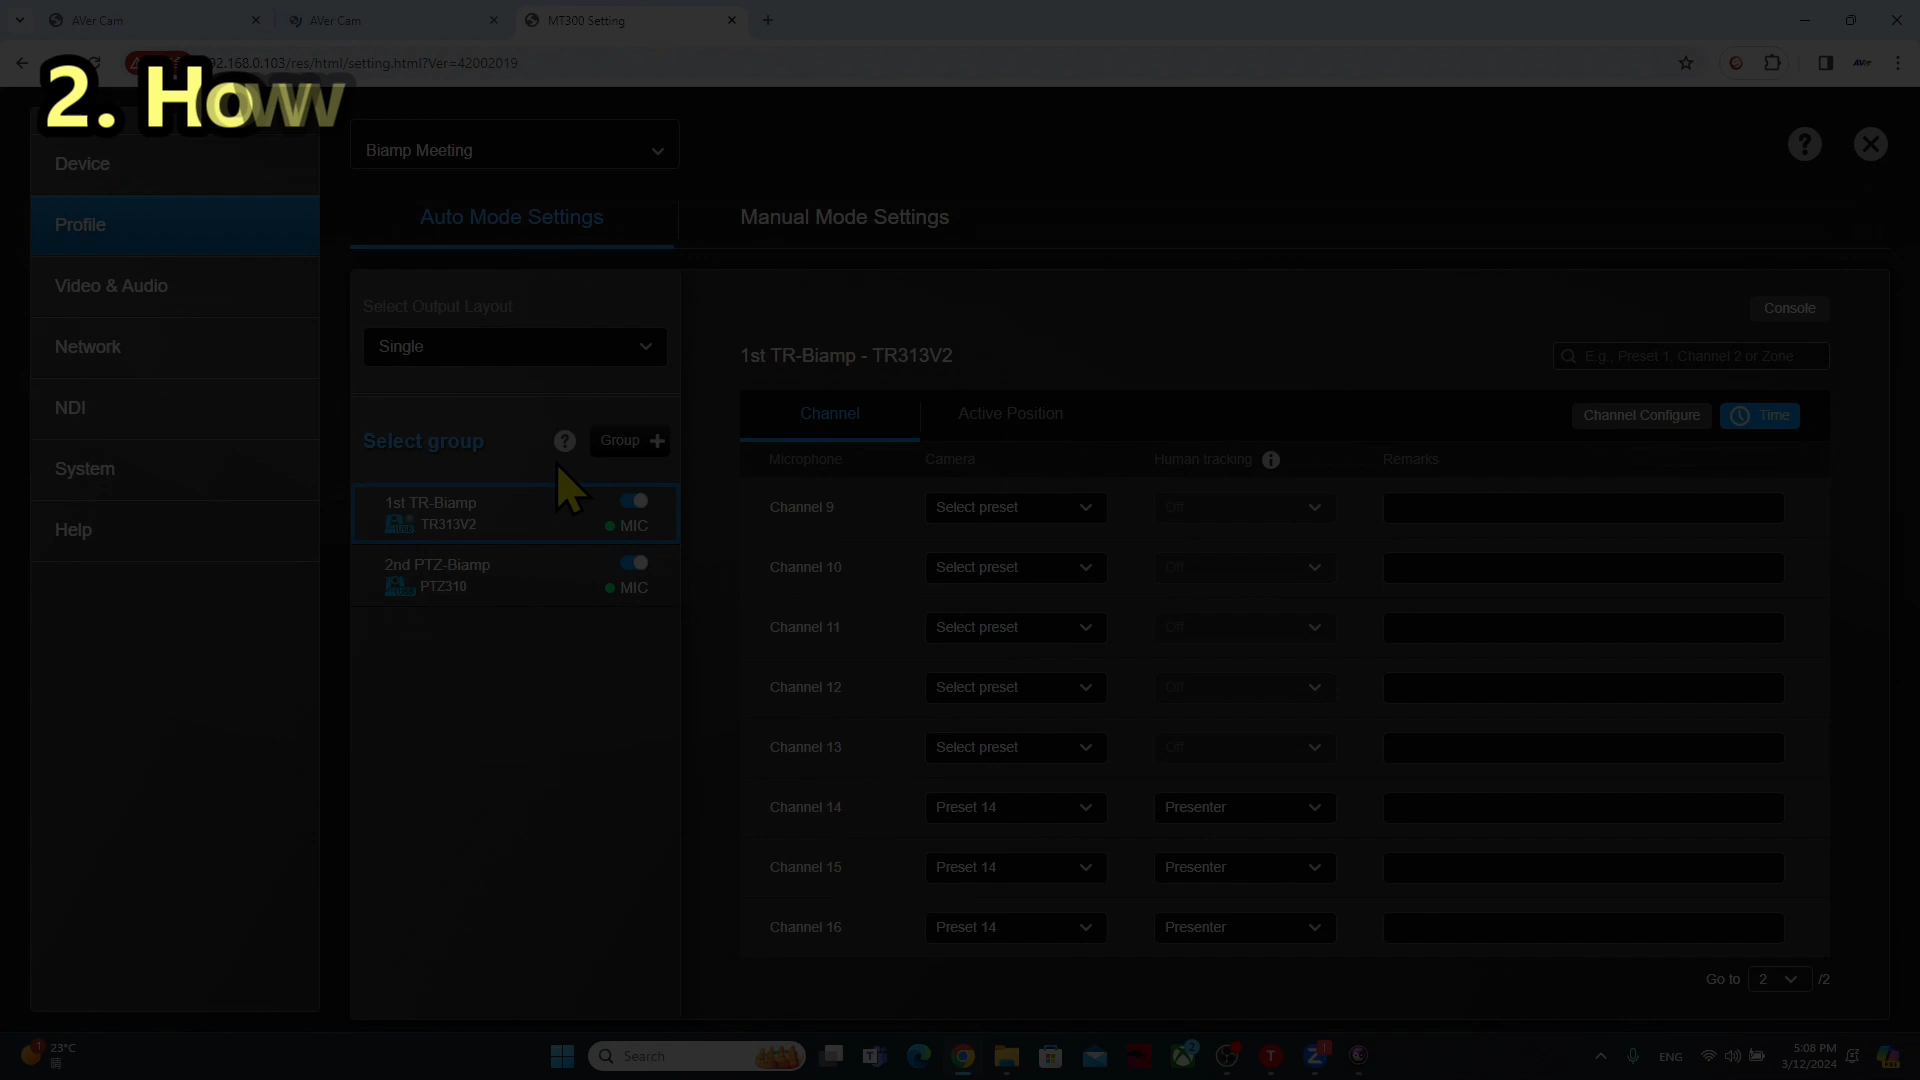 AVer Cam
AVer Cam
MT300 Setting
92.168.0.103/res/html/setting.html?Ver=42002019
AVer
2. How
Device
Profile
Video & Audio
Network
NDI
System
Help
Biamp Meeting
Auto Mode Settings
Manual Mode Settings
Select Output Layout
Single
Select group
Group
1st TR-Biamp
TR313V2
MIC
2nd PTZ-Biamp
PTZ310
MIC
Console
1st TR-Biamp - TR313V2
E.g., Preset 1, Channel 2 or Zone
Channel
Active Position
Channel Configure
Time
Microphone Camera Human tracking Remarks
Channel 9 Select preset Off
Channel 10 Select preset Off
Channel 11 Select preset Off
Channel 12 Select preset Off
Channel 13 Select preset Off
Channel 14 Preset 14 Presenter
Channel 15 Preset 14 Presenter
Channel 16 Preset 14 Presenter
Go to 2 /2
1
23°C
晴
Search
2
1
ENG
5:08 PM
3/12/2024